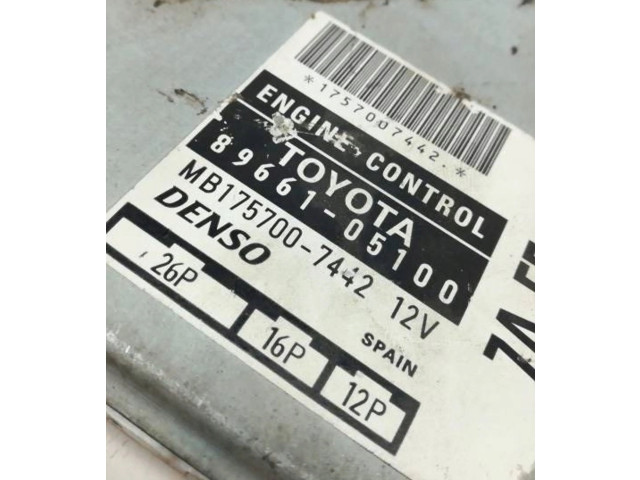 *1757007442.*
ENGINE CONTROL
TOYOTA
89661-05100
MB175700-7442 12V
DENSO
SPAIN
26P
16P
12P